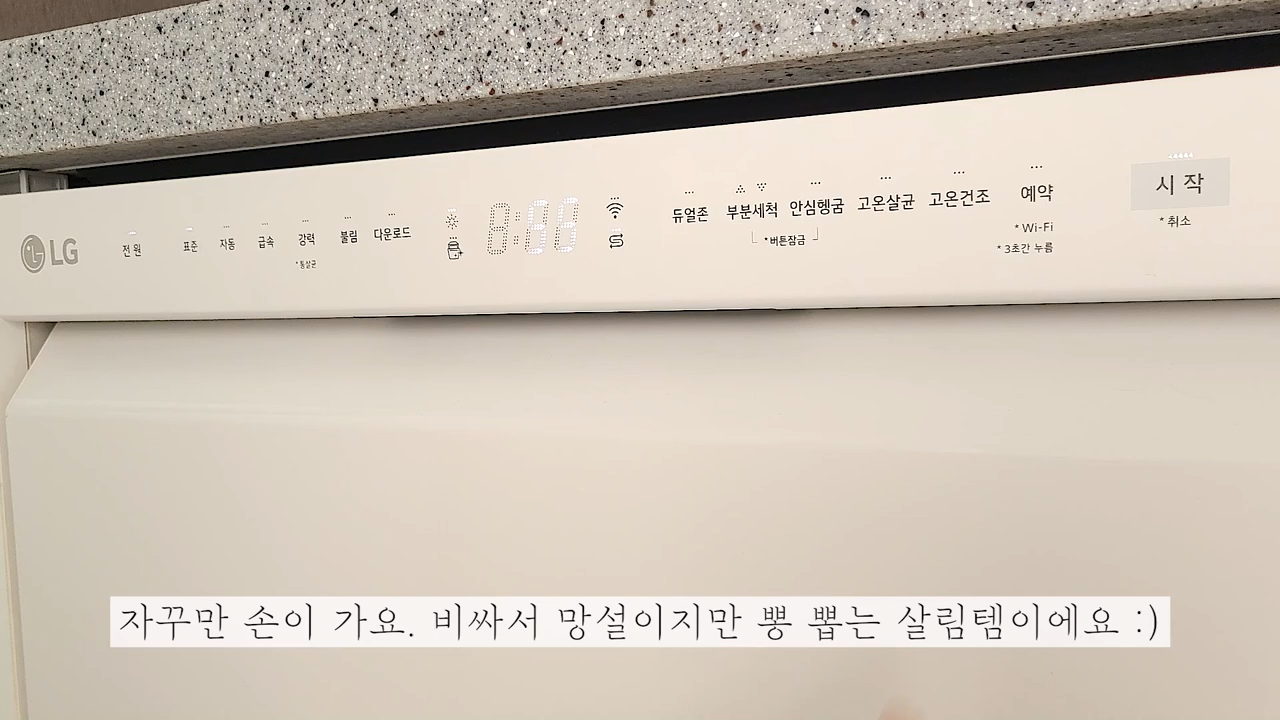 LG
전원
표준 자동 급속 강력 불림 다운로드
*통살균
듀얼존 부분세척 안심헹굼 고온살균 고온건조 예약
*버튼잠금
*Wi-Fi
*3초간 누름
시작
*취소
자꾸만 손이 가요. 비싸서 망설이지만 뽕 뽑는 살림템이에요 :)